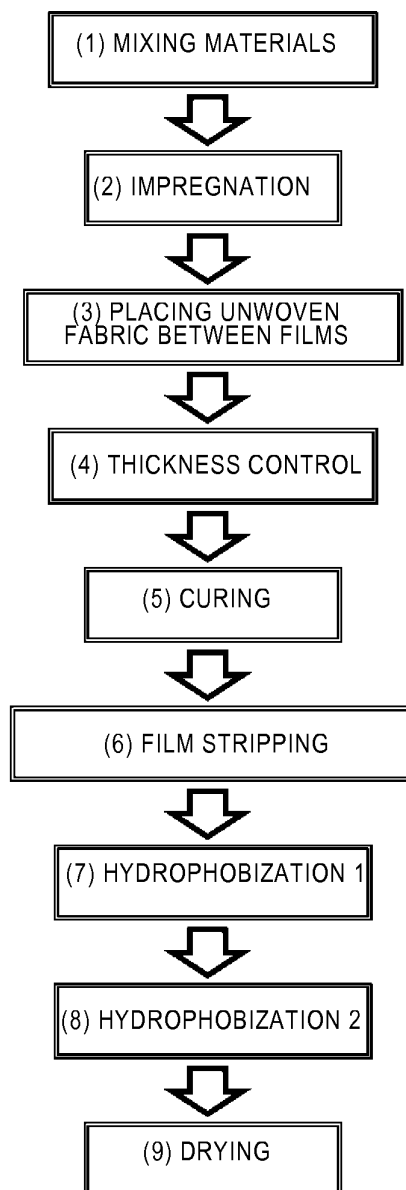 (1) MIXING MATERIALS
(2) IMPREGNATION
(3) PLACING UNWOVEN
FABRIC BETWEEN FILMS
(4) THICKNESS CONTROL
(5) CURING
(6) FILM STRIPPING
(7) HYDROPHOBIZATION 1
(8) HYDROPHOBIZATION 2
(9) DRYING